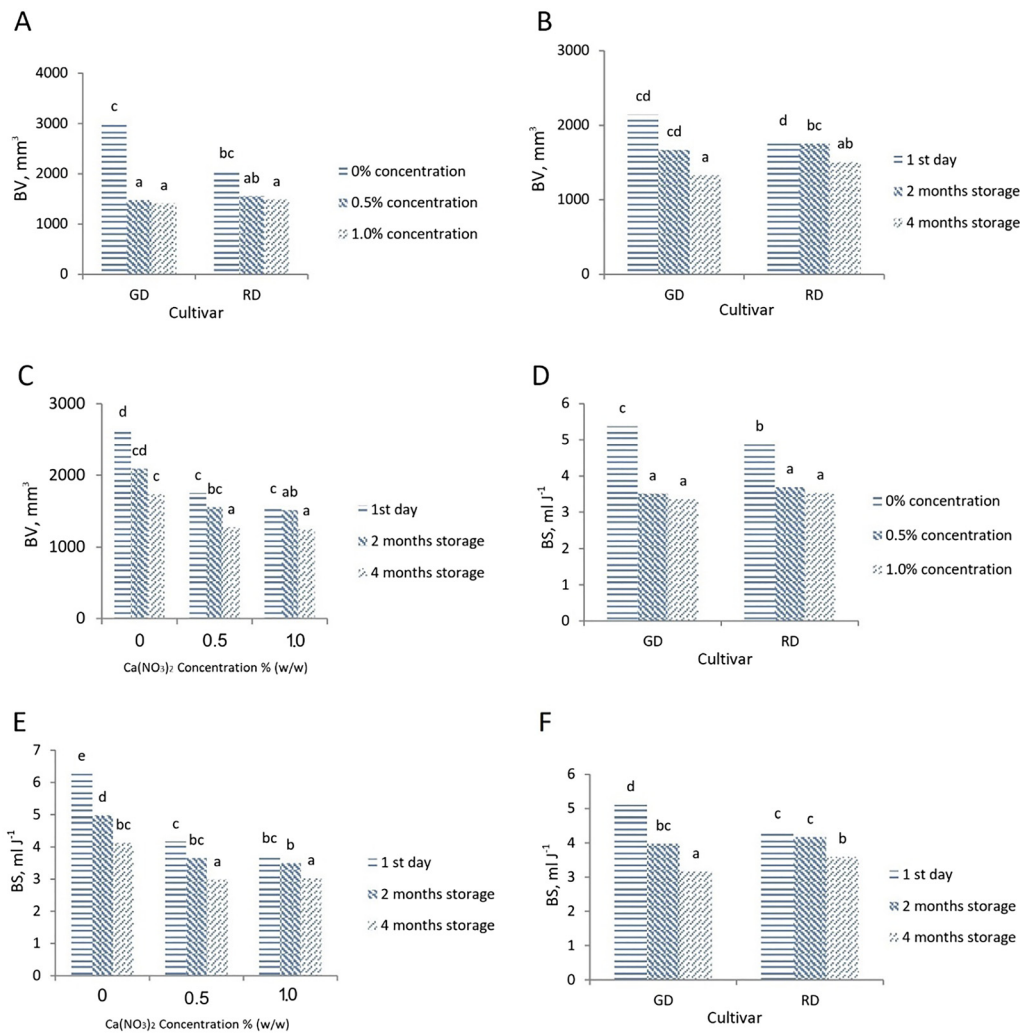 A
4000
3000
2000
1000
0
BV, mm³
c
a
a
bc
ab
a
GD
RD
Cultivar
0% concentration
0.5% concentration
1.0% concentration
B
3000
2000
1000
0
BV, mm³
cd
cd
a
d
bc
ab
GD
RD
Cultivar
1 st day
2 months storage
4 months storage
C
3000
2000
1000
0
BV, mm³
d
cd
c
c
bc
a
c
ab
a
0
0.5
1.0
Ca(NO₃)₂ Concentration % (w/w)
1st day
2 months storage
4 months storage
D
6
5
4
3
2
1
0
BS, ml J⁻¹
c
a
a
b
a
a
GD
RD
Cultivar
0% concentration
0.5% concentration
1.0% concentration
E
7
6
5
4
3
2
1
0
BS, ml J⁻¹
e
d
bc
c
bc
a
bc
b
a
0
0.5
1.0
Ca(NO₃)₂ Concentration % (w/w)
1 st day
2 months storage
4 months storage
F
6
5
4
3
2
1
0
BS, ml J⁻¹
d
bc
a
c
c
b
GD
RD
Cultivar
1 st day
2 months storage
4 months storage